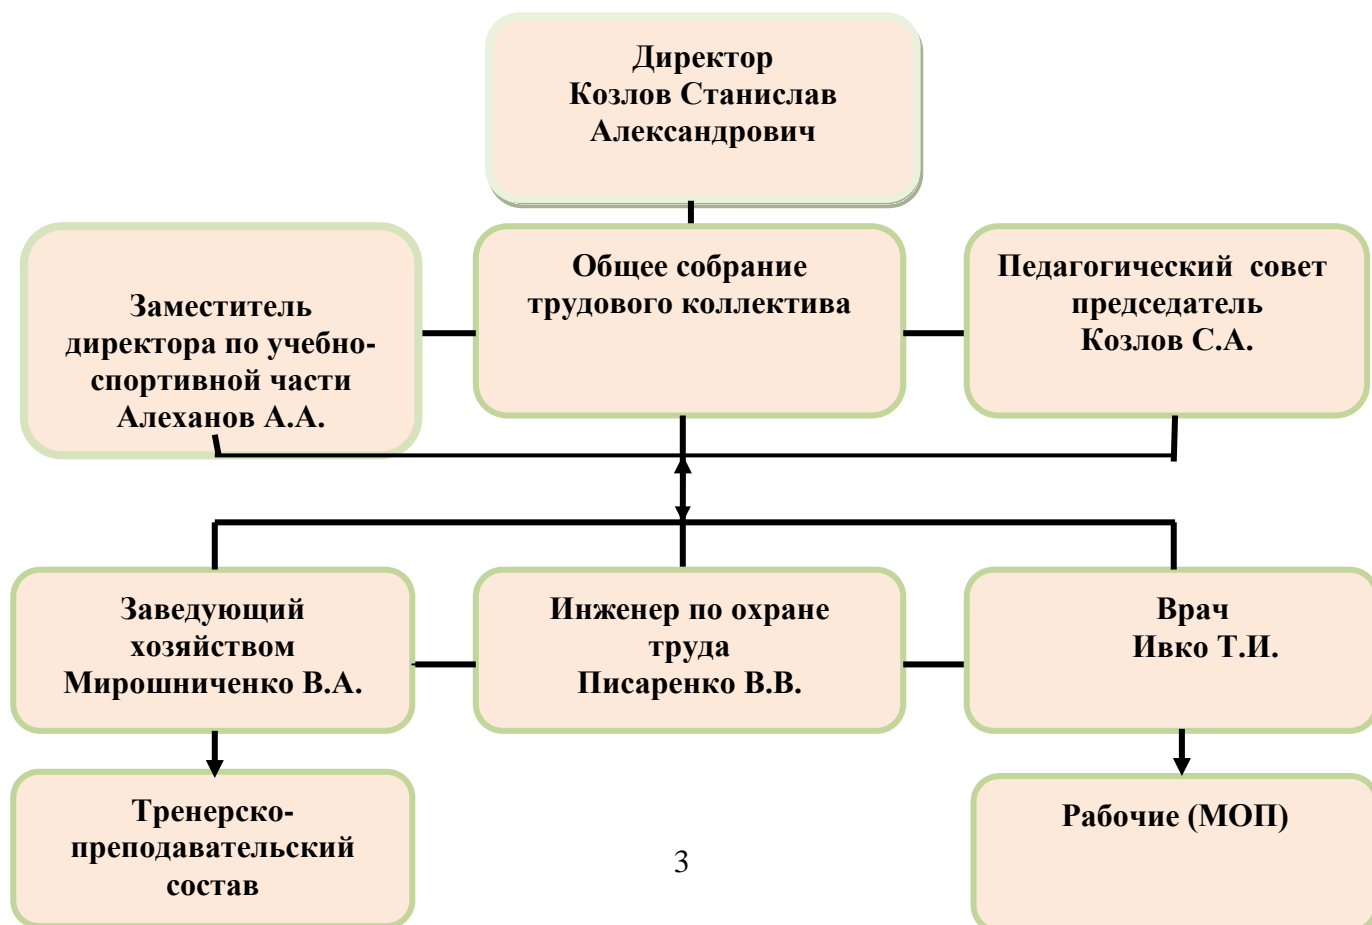 Директор
Козлов Станислав
Александрович
Заместитель
директора по учебно-
спортивной части
Алеханов А.А.
Общее собрание
трудового коллектива
Педагогический совет
председатель
Козлов С.А.
Заведующий
хозяйством
Мирошниченко В.А.
Инженер по охране
труда
Писаренко В.В.
Врач
Ивко Т.И.
Тренерско-
преподавательский
состав
Рабочие (МОП)
3